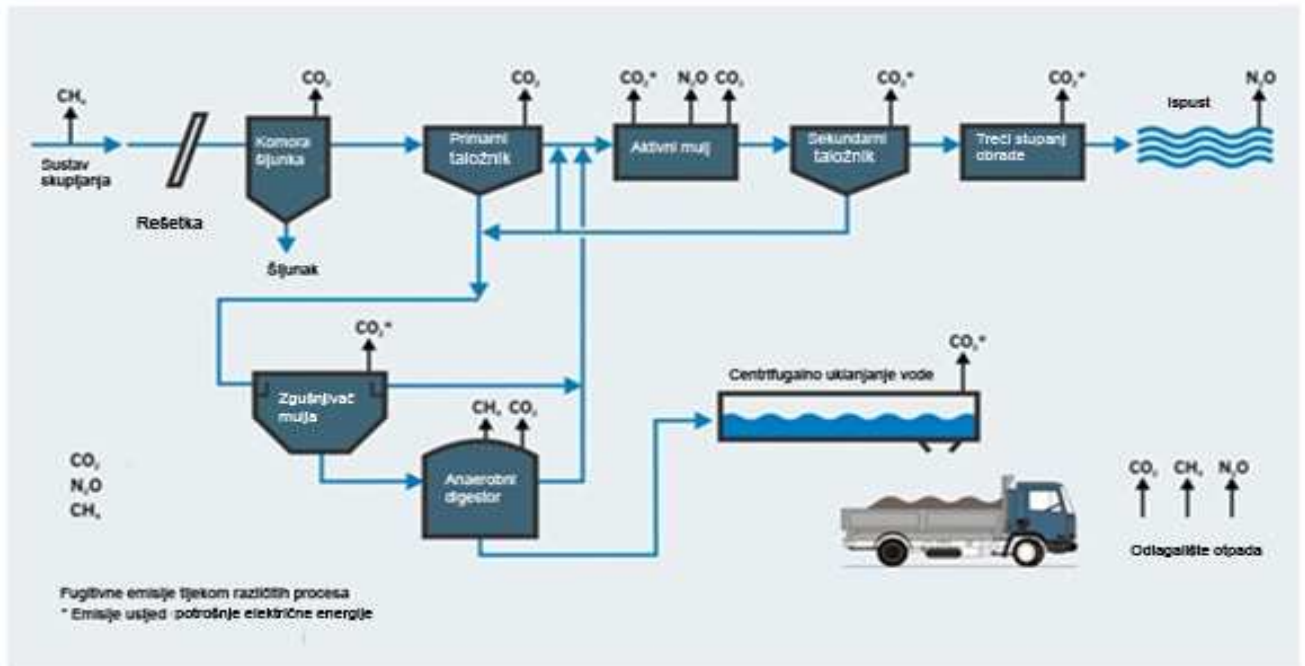 CH₄
Sustav
skupljanja
Rešetka
CO₂
Komora
šljunka
Šljunak
CO₂
Primarni
taložnik
CO₂* N₂O CO₂
Aktivni mulj
CO₂*
Sekundarni
taložnik
CO₂*
Treći stupanj
obrade
Ispust
N₂O
CO₂*
Zgušnjivač
mulja
CH₄ CO₂
Anaerobni
digestor
Centrifugalno uklanjanje vode
CO₂*
CO₂ CH₄ N₂O
Odlagalište otpada
CO₂
N₂O
CH₄
Fugitivne emisije tijekom različitih procesa
* Emisije usljed potrošnje električne energije